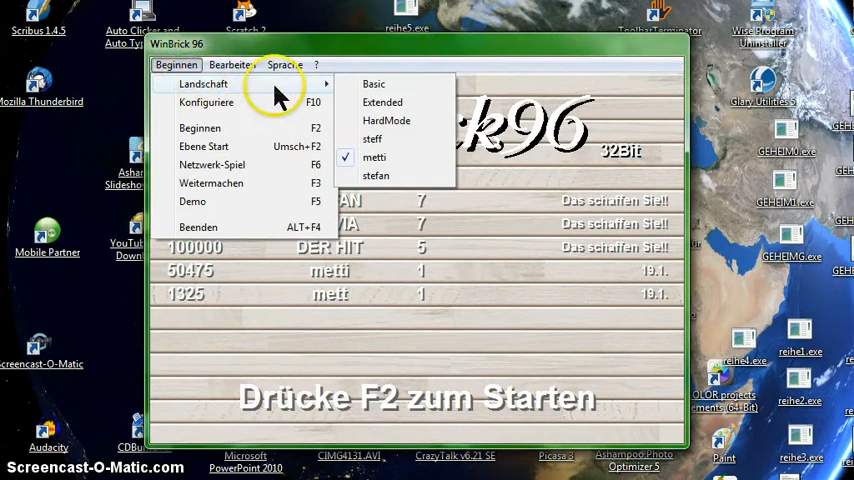 Scribus 1.4.5
Auto Clicker and
Auto Typ
Scratch 2
reihe5.exe
ToolbarTerminator
Wise Program
Uninstaller
WinBrick 96
Beginnen
Bearbeiten
Sprache
?
Landschaft
Konfiguriere F10
Beginnen F2
Ebene Start Umsch+F2
Netzwerk-Spiel F6
Weitermachen F3
Demo F5
Beenden ALT+F4
Basic
Extended
HardMode
steff
metti
stefan
ck96
32Bit
AN 7 Das schaffen Sie!!
VIA 7 Das schaffen Sie!!
100000 DER HIT 5 Das schaffen Sie!!
50475 metti 1 19.1.
1325 mett 1 19.1.
Drücke F2 zum Starten
Mozilla Thunderbird
Glary Utilities 5
Asham
Slidesho
GEHEIM0.exe
GEHEIM1.exe
Mobile Partner
YouTu
Down
GEHEIMG.exe
Screencast-O-Matic
reihe4.exe
reihe1.exe
OLOR projects
ements (64-Bit)
reihe2.exe
Audacity
CDBu
Paint
reihe3.exe
Microsoft
PowerPoint 2010
CIMG4131.AVI
CrazyTalk v6.21 SE
Picasa 3
Ashampoo Photo
Optimizer 5
Screencast-O-Matic.com